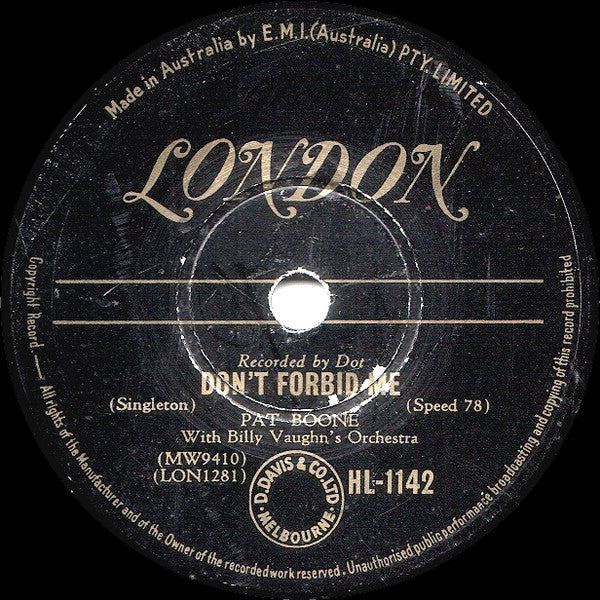 Made in Australia by E.M.I.(Australia) PTY. LIMITED
LONDON
Recorded by Dot
DON'T FORBID ME
(Singleton)
(Speed 78)
PAT BOONE
With Billy Vaughn's Orchestra
(MW9410)
(LON1281)
D. DAVIS & CO. LTD
· MELBOURNE ·
HL-1142
Copyright Record — All rights of the Manufacturer and of the Owner of the recorded work reserved. Unauthorised public performance broadcasting and copying of this record prohibited